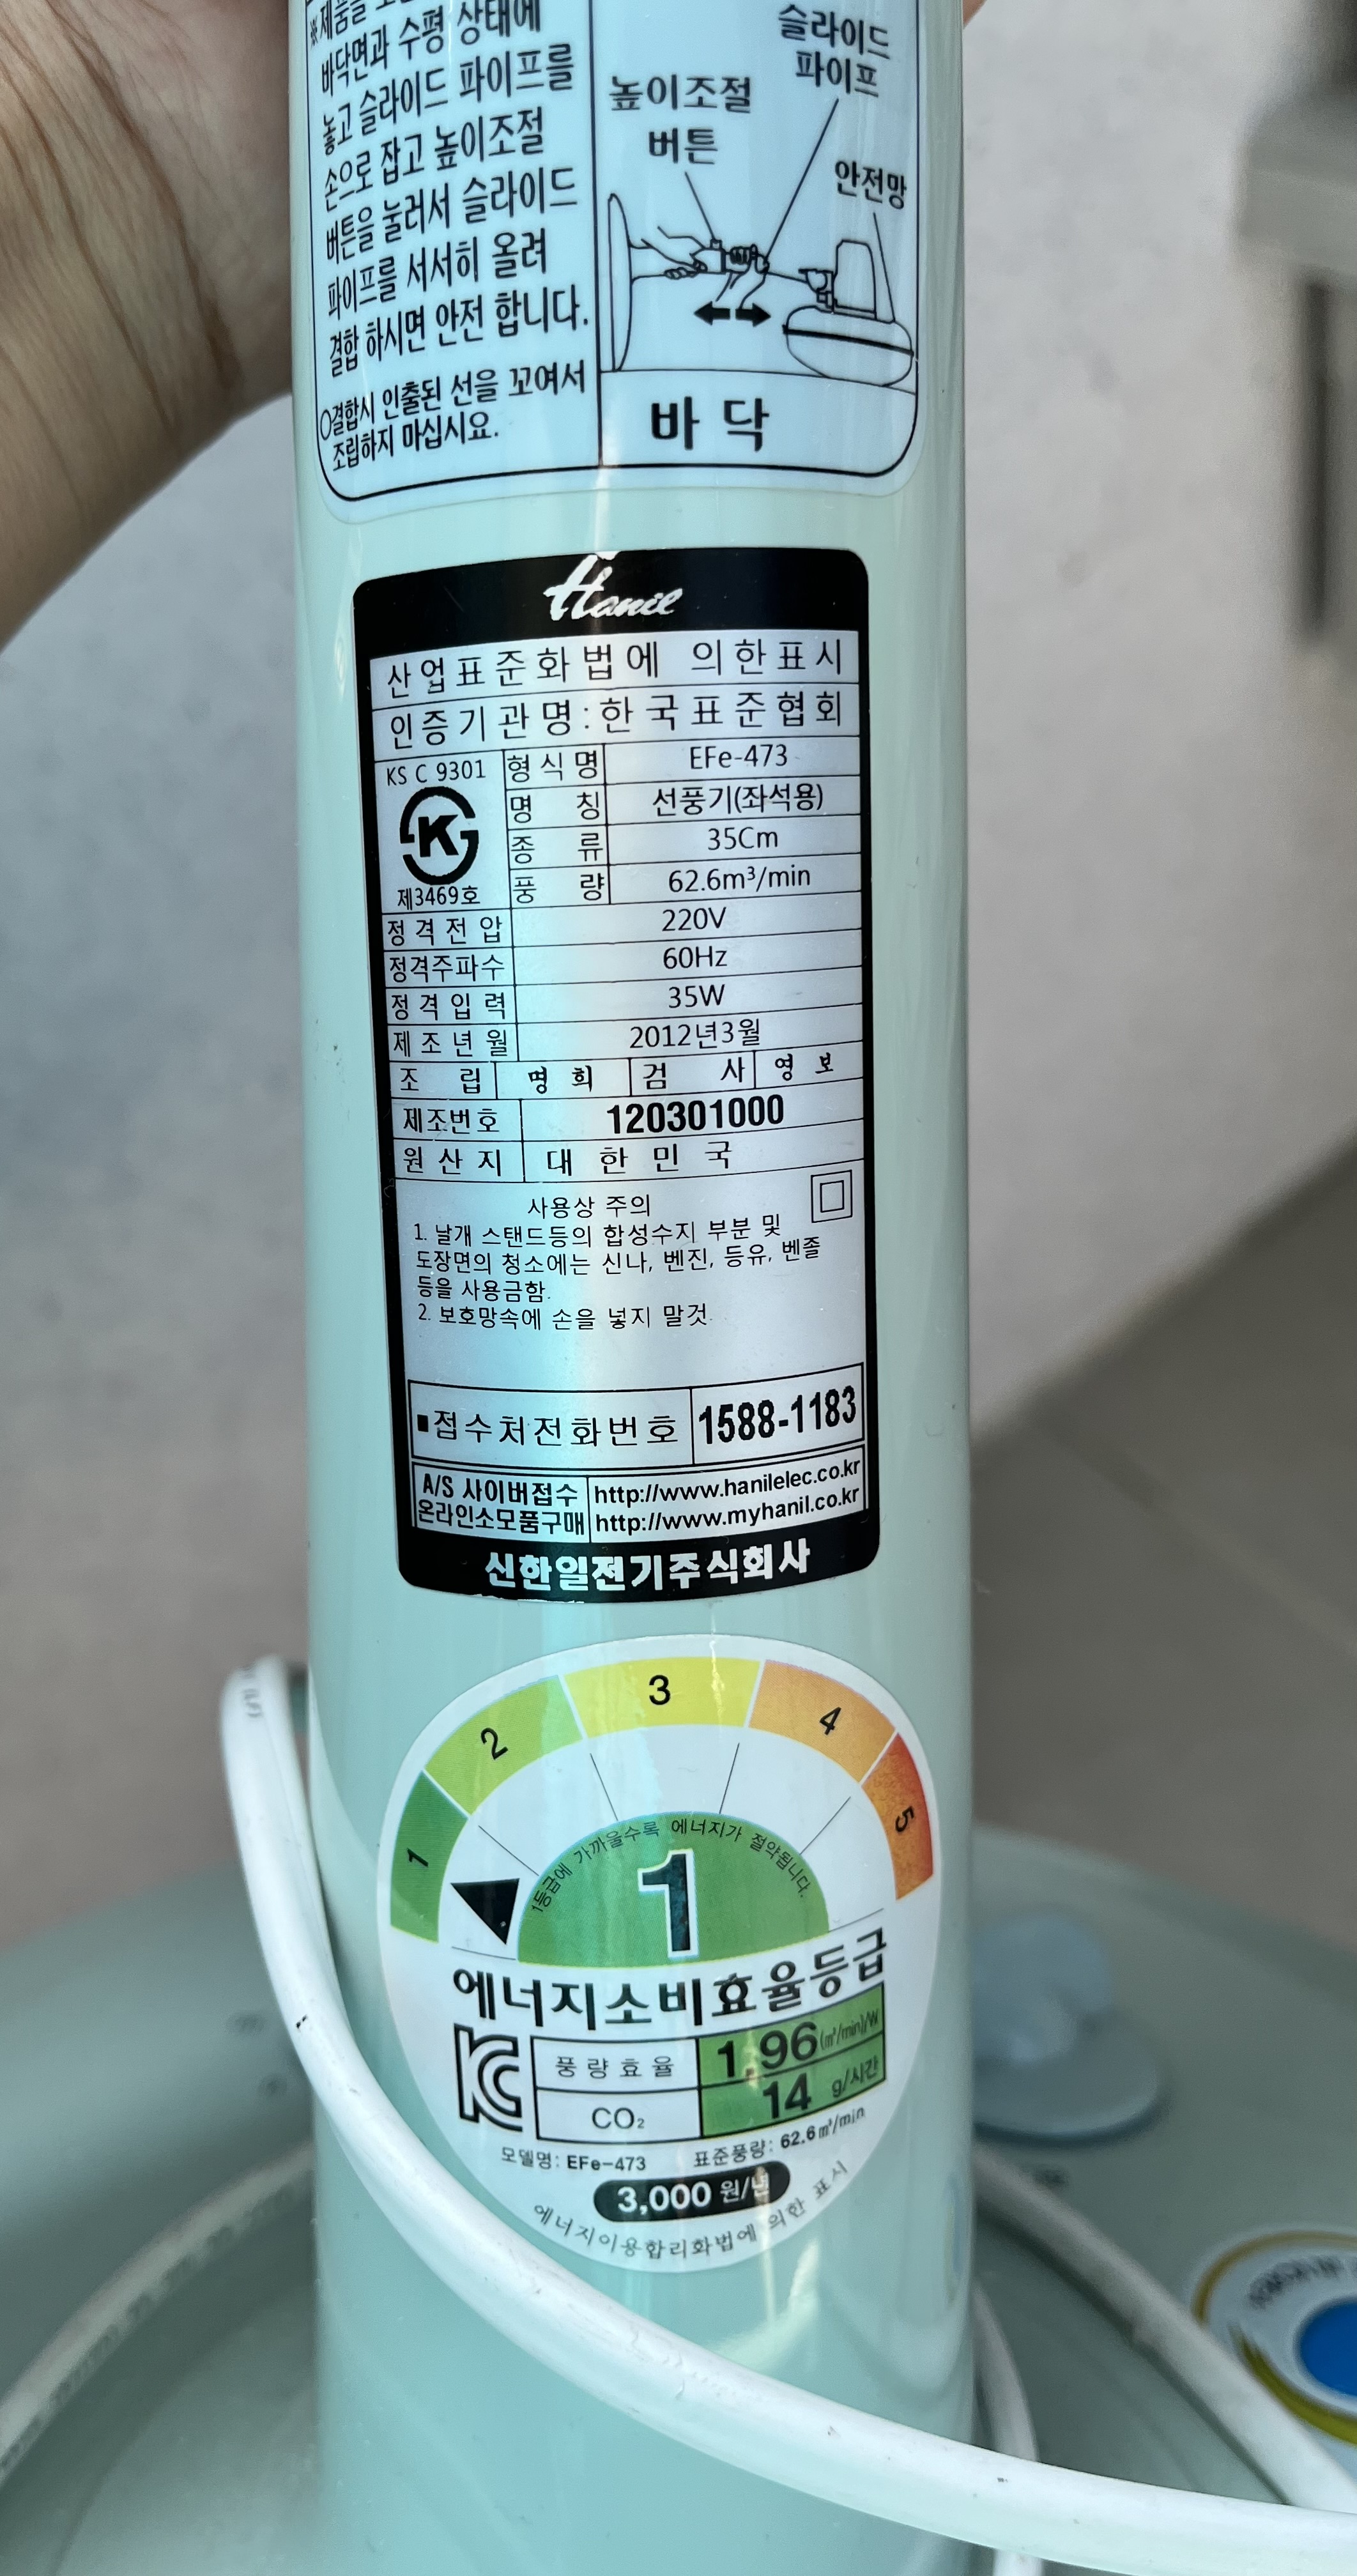 ※제품을
바닥면과 수평 상태에
놓고 슬라이드 파이프를
손으로 잡고 높이조절
버튼을 눌러서 슬라이드
파이프를 서서히 올려
결합 하시면 안전 합니다.
○결합시 인출된 선을 꼬여서
조립하지 마십시요.
슬라이드
파이프
높이조절
버튼
안전망
바 닥
Hanil
산업표준화법에 의한표시
인증기관명:한국표준협회
KS C 9301
K
제3469호
형식명 EFe-473
명 칭 선풍기(좌석용)
종 류 35Cm
풍 량 62.6m³/min
정격전압 220V
정격주파수 60Hz
정격입력 35W
제조년월 2012년3월
조 립 명 희 검 사 영 보
제조번호 120301000
원산지 대 한 민 국
사용상 주의
1. 날개 스탠드등의 합성수지 부분 및
도장면의 청소에는 신나, 벤진, 등유, 벤졸
등을 사용금함.
2. 보호망속에 손을 넣지 말것.
■접수처전화번호 1588-1183
A/S 사이버접수 http://www.hanilelec.co.kr
온라인소모품구매 http://www.myhanil.co.kr
신한일전기주식회사
1 2 3 4 5
1등급에 가까울수록 에너지가 절약됩니다.
1
에너지소비효율등급
풍량효율 1.96(㎥/min)/W
CO₂ 14 g/시간
모델명: EFe-473 표준풍량: 62.6㎥/min
3,000 원/년
에너지이용합리화법에 의한 표시